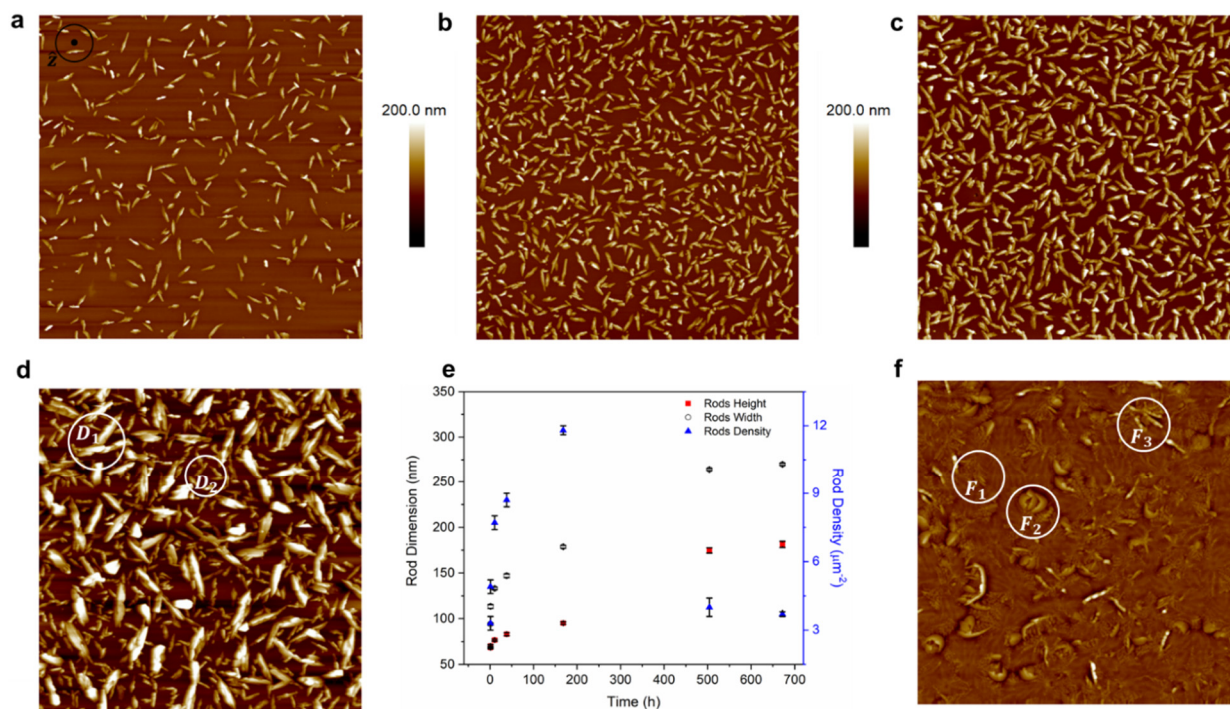 a
ẑ
200.0 nm
b
200.0 nm
c
d
D₁
D₂
e
350
300
250
200
150
100
50
Rod Dimension (nm)
Rods Height
Rods Width
Rods Density
12
9
6
3
Rod Density (μm⁻²)
0
100
200
300
400
500
600
700
Time (h)
f
F₁
F₂
F₃